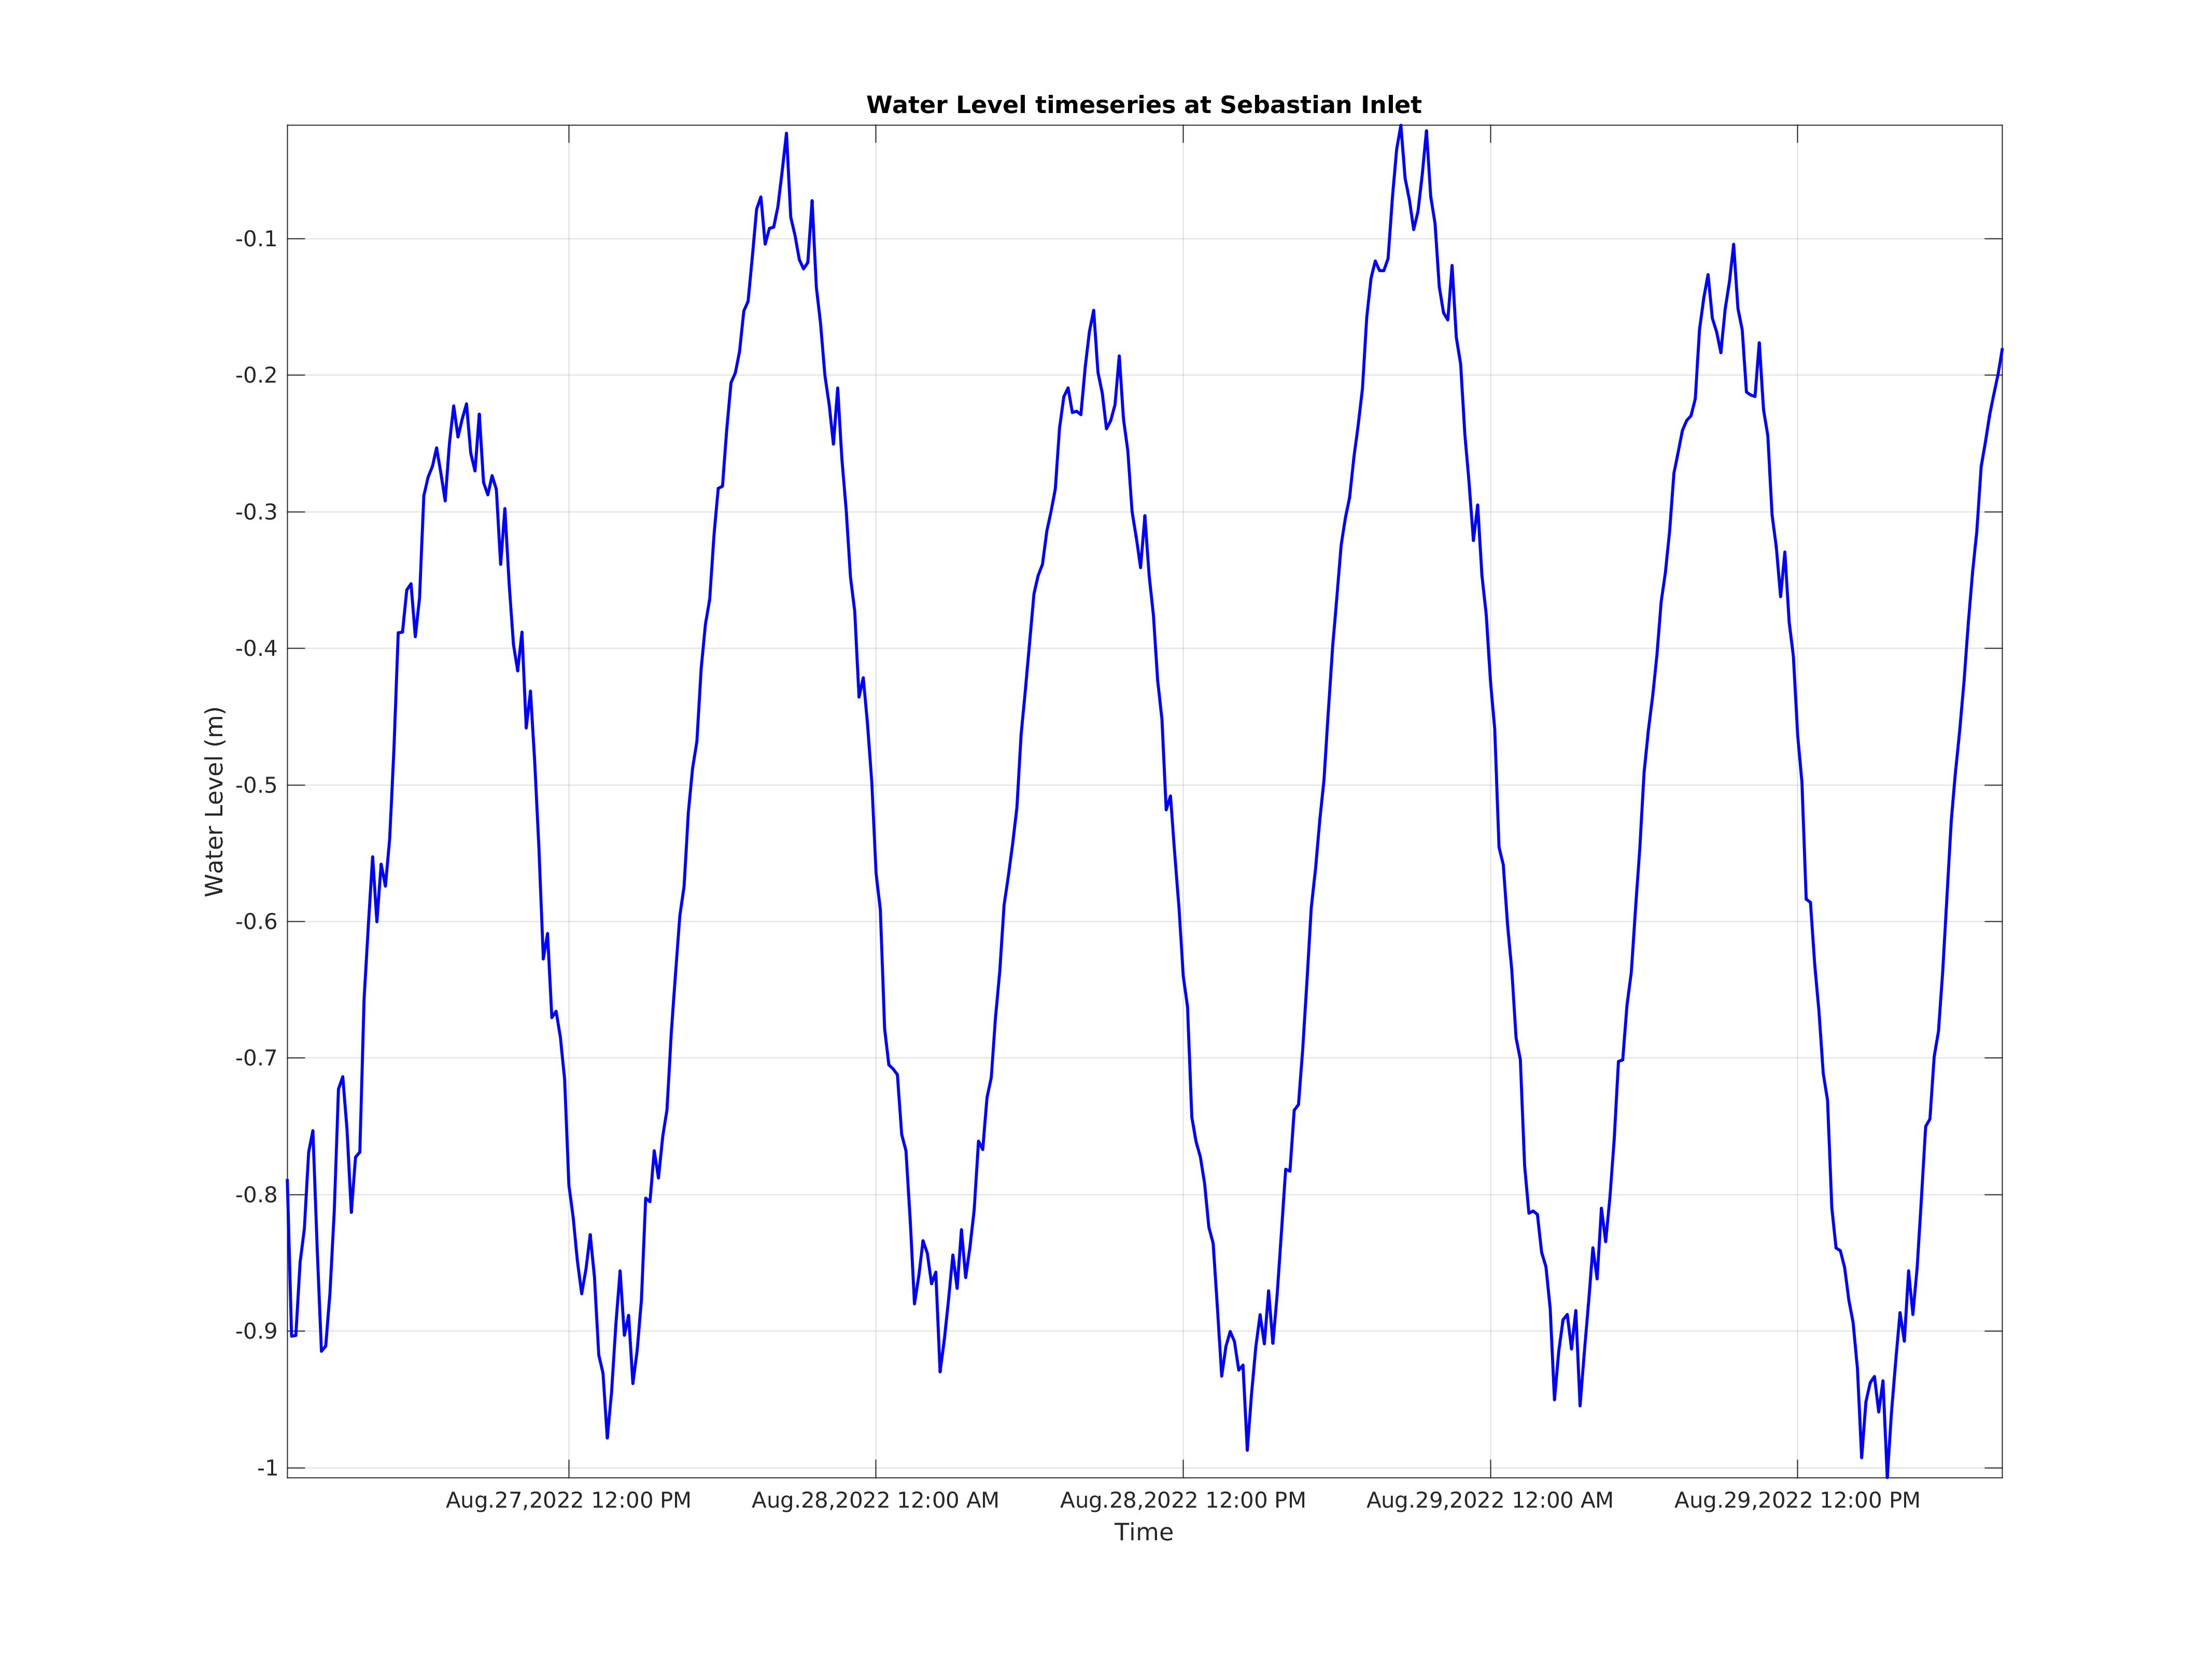 Water Level timeseries at Sebastian Inlet
-0.1
-0.2
-0.3
-0.4
-0.5
-0.6
-0.7
-0.8
-0.9
-1
Water Level (m)
Aug.27,2022 12:00 PM
Aug.28,2022 12:00 AM
Aug.28,2022 12:00 PM
Aug.29,2022 12:00 AM
Aug.29,2022 12:00 PM
Time